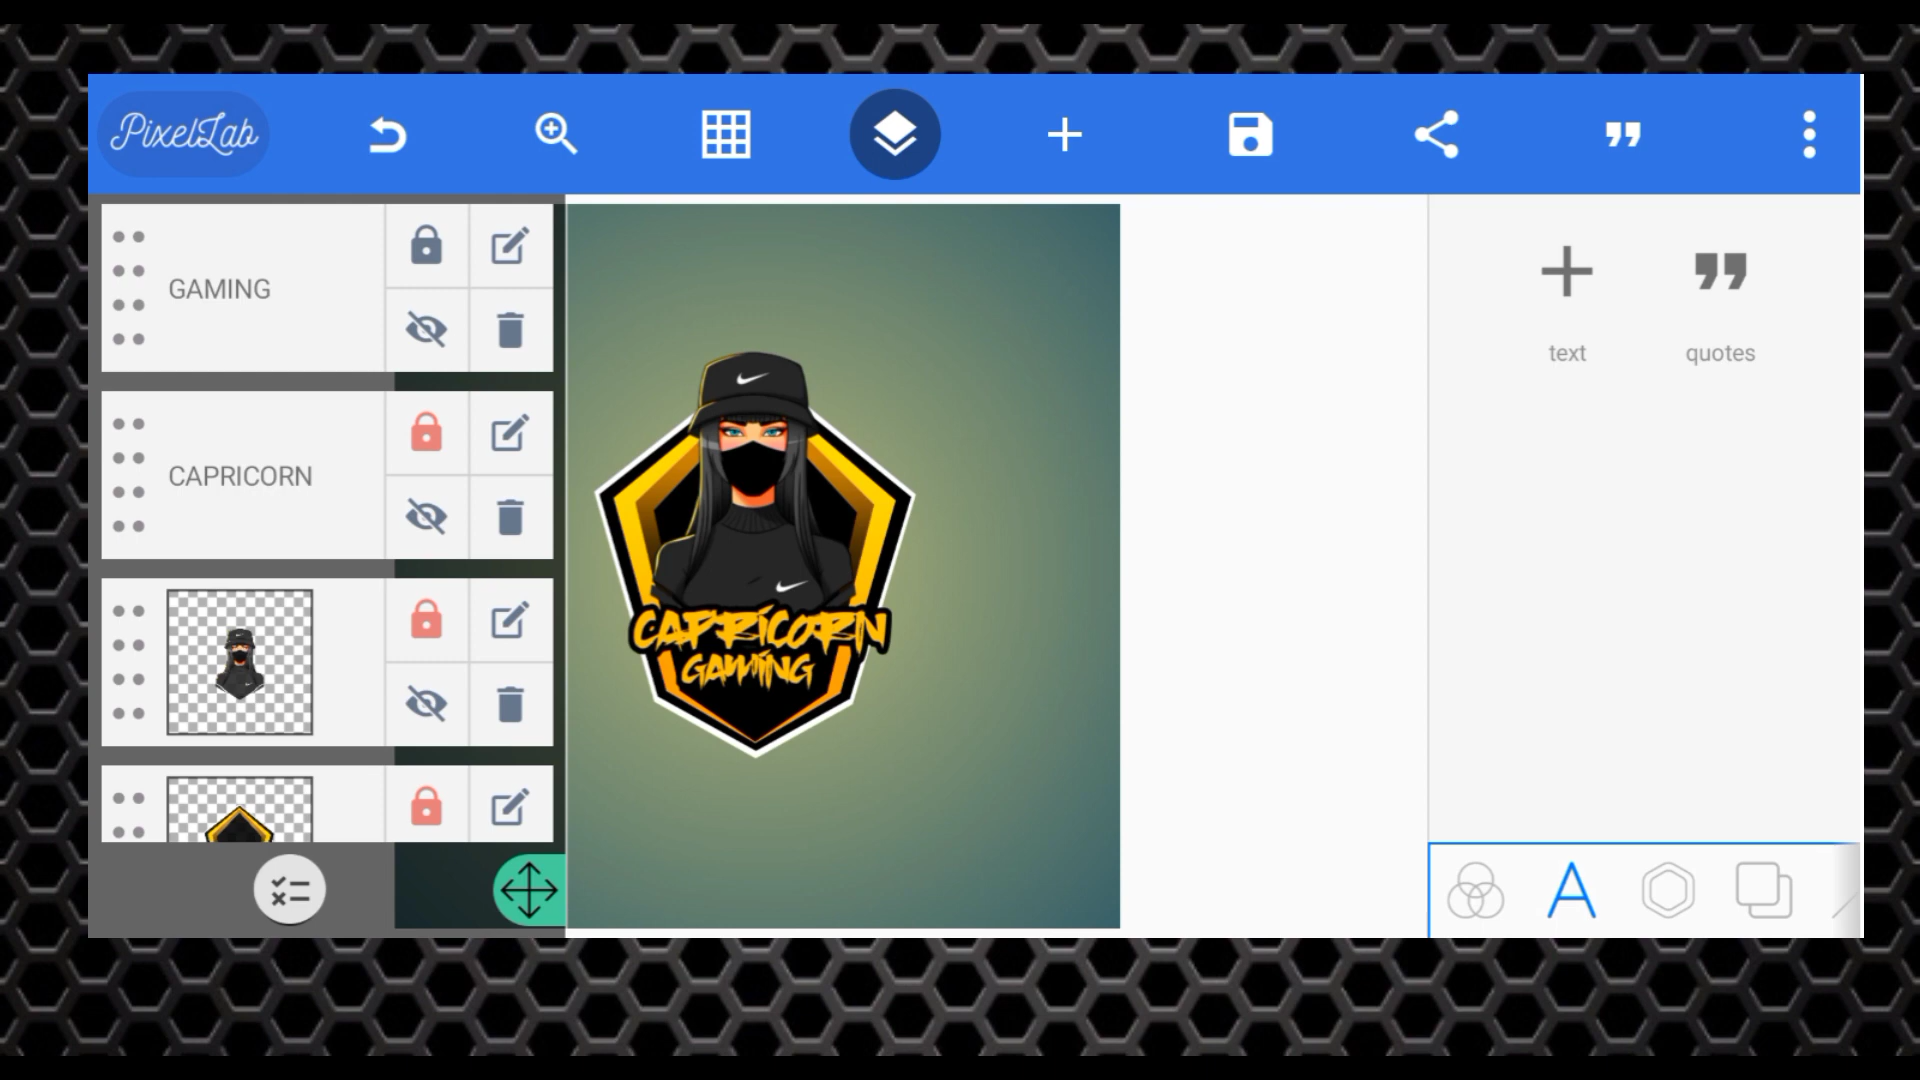 PixelLab
GAMING
CAPRICORN
CAPRICORN
GAMING
text
quotes